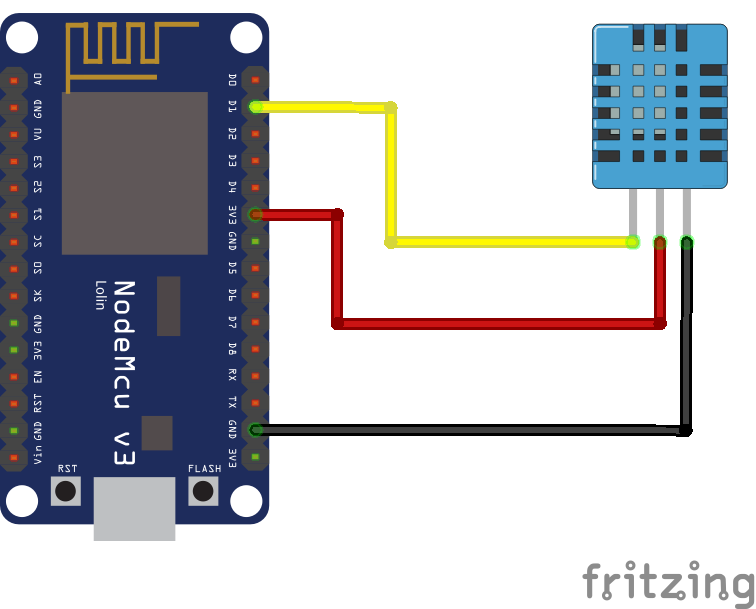 A0
GND
VU
S3
S2
S1
SC
S0
SK
GND
3V3
EN
RST
GND
Vin
D0
D1
D2
D3
D4
3V3
GND
D5
D6
D7
D8
RX
TX
GND
3V3
NodeMcu v3
Lolin
RST
FLASH
fritzing